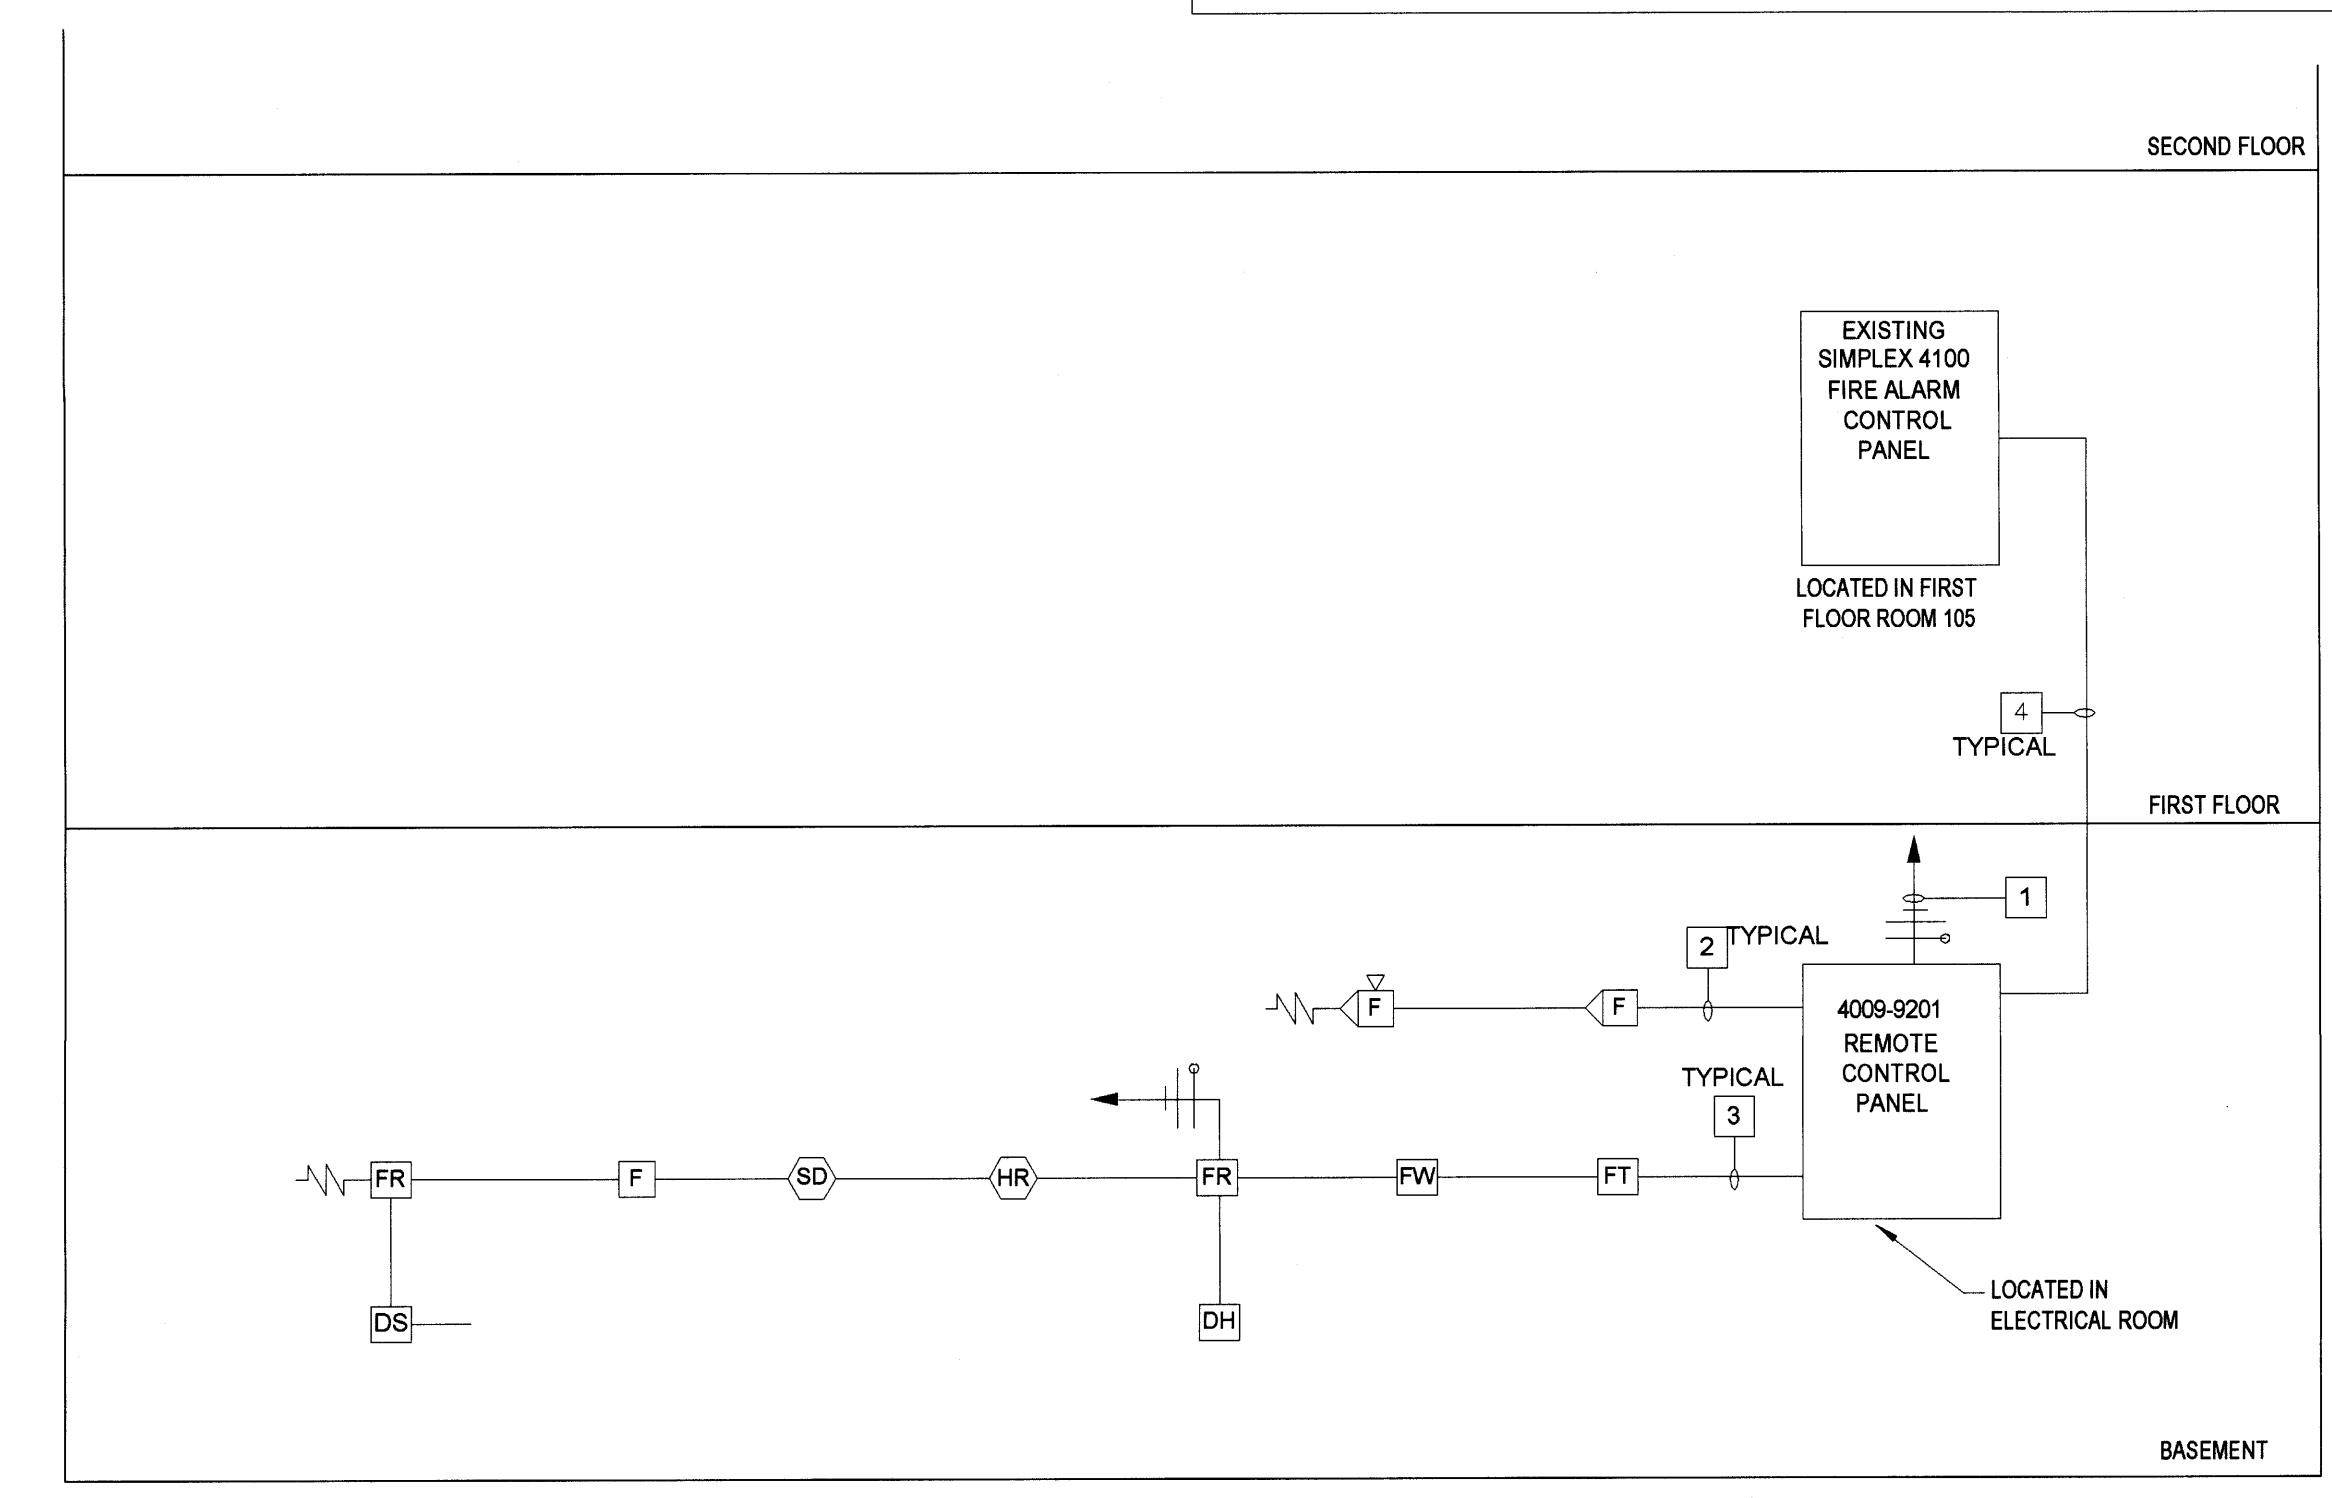 SECOND FLOOR
EXISTING
SIMPLEX 4100
FIRE ALARM
CONTROL
PANEL
LOCATED IN FIRST
FLOOR ROOM 105
4
TYPICAL
FIRST FLOOR
1
2
TYPICAL
F
F
4009-9201
REMOTE
CONTROL
PANEL
TYPICAL
3
FR
F
SD
HR
FR
FW
FT
DS
DH
LOCATED IN
ELECTRICAL ROOM
BASEMENT